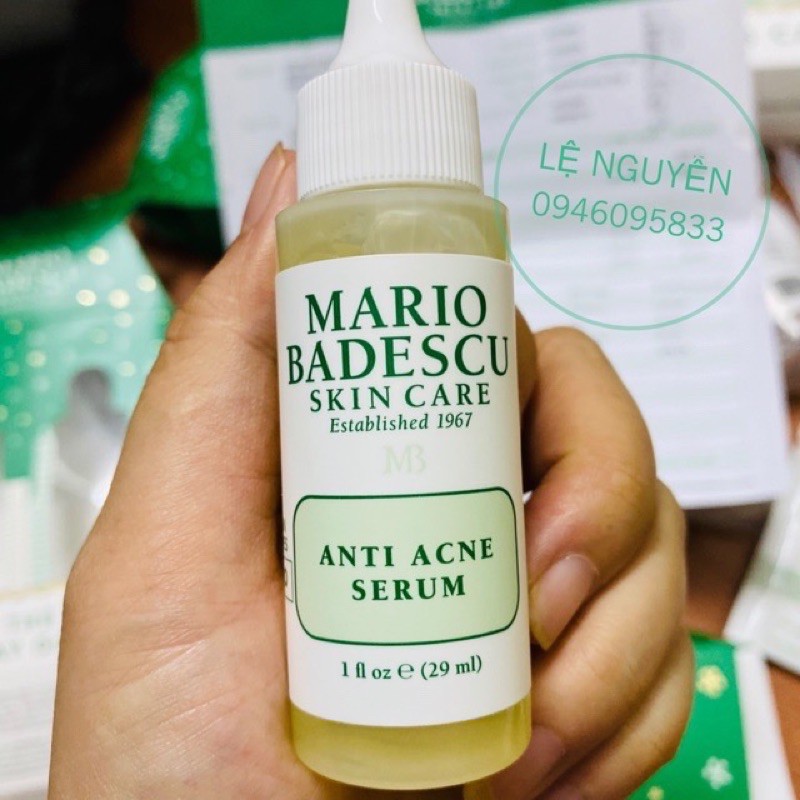 LỆ NGUYỄN
0946095833
MARIO
BADESCU
SKIN CARE
Established 1967
MB
ANTI ACNE
SERUM
1 fl oz ℮ (29 ml)